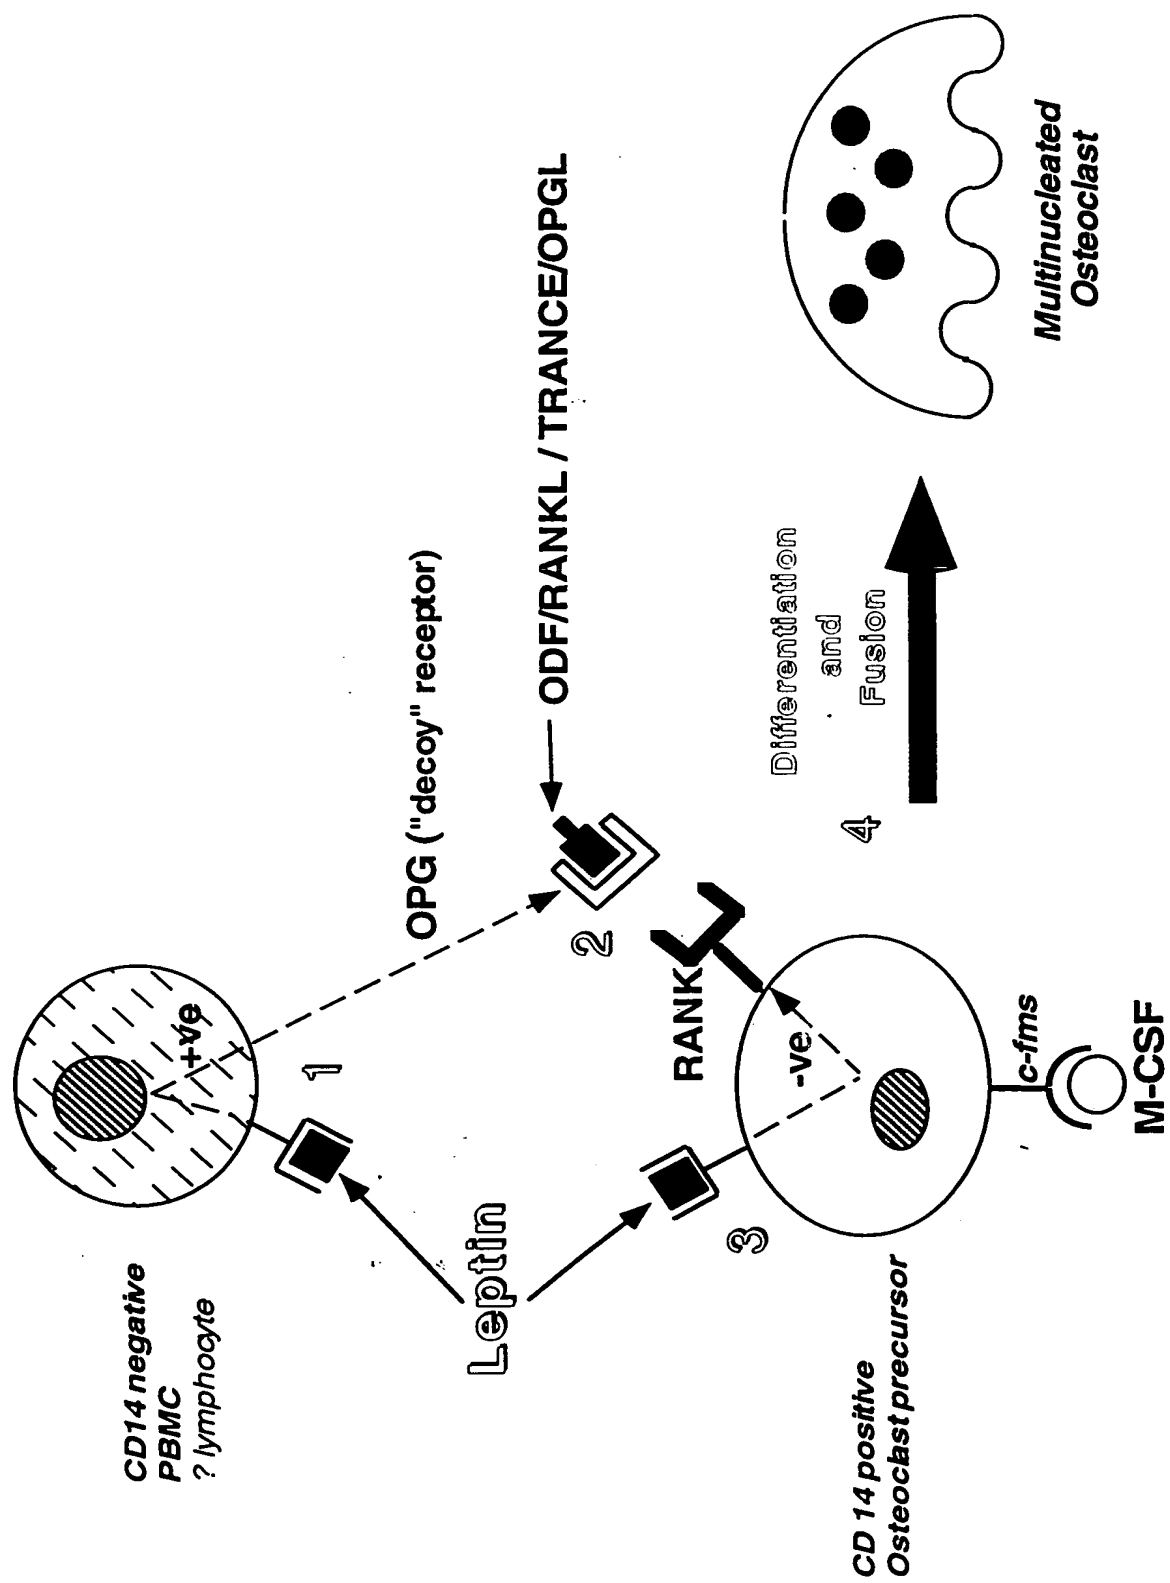 CD14 negative
PBMC
? lymphocyte
+ve
1
OPG ("decoy" receptor)
Leptin
2
ODF/RANKL / TRANCE/OPGL
3
RANK
-ve
CD 14 positive
Osteoclast precursor
c-fms
M-CSF
4
Differentiation
and
Fusion
Multinucleated
Osteoclast